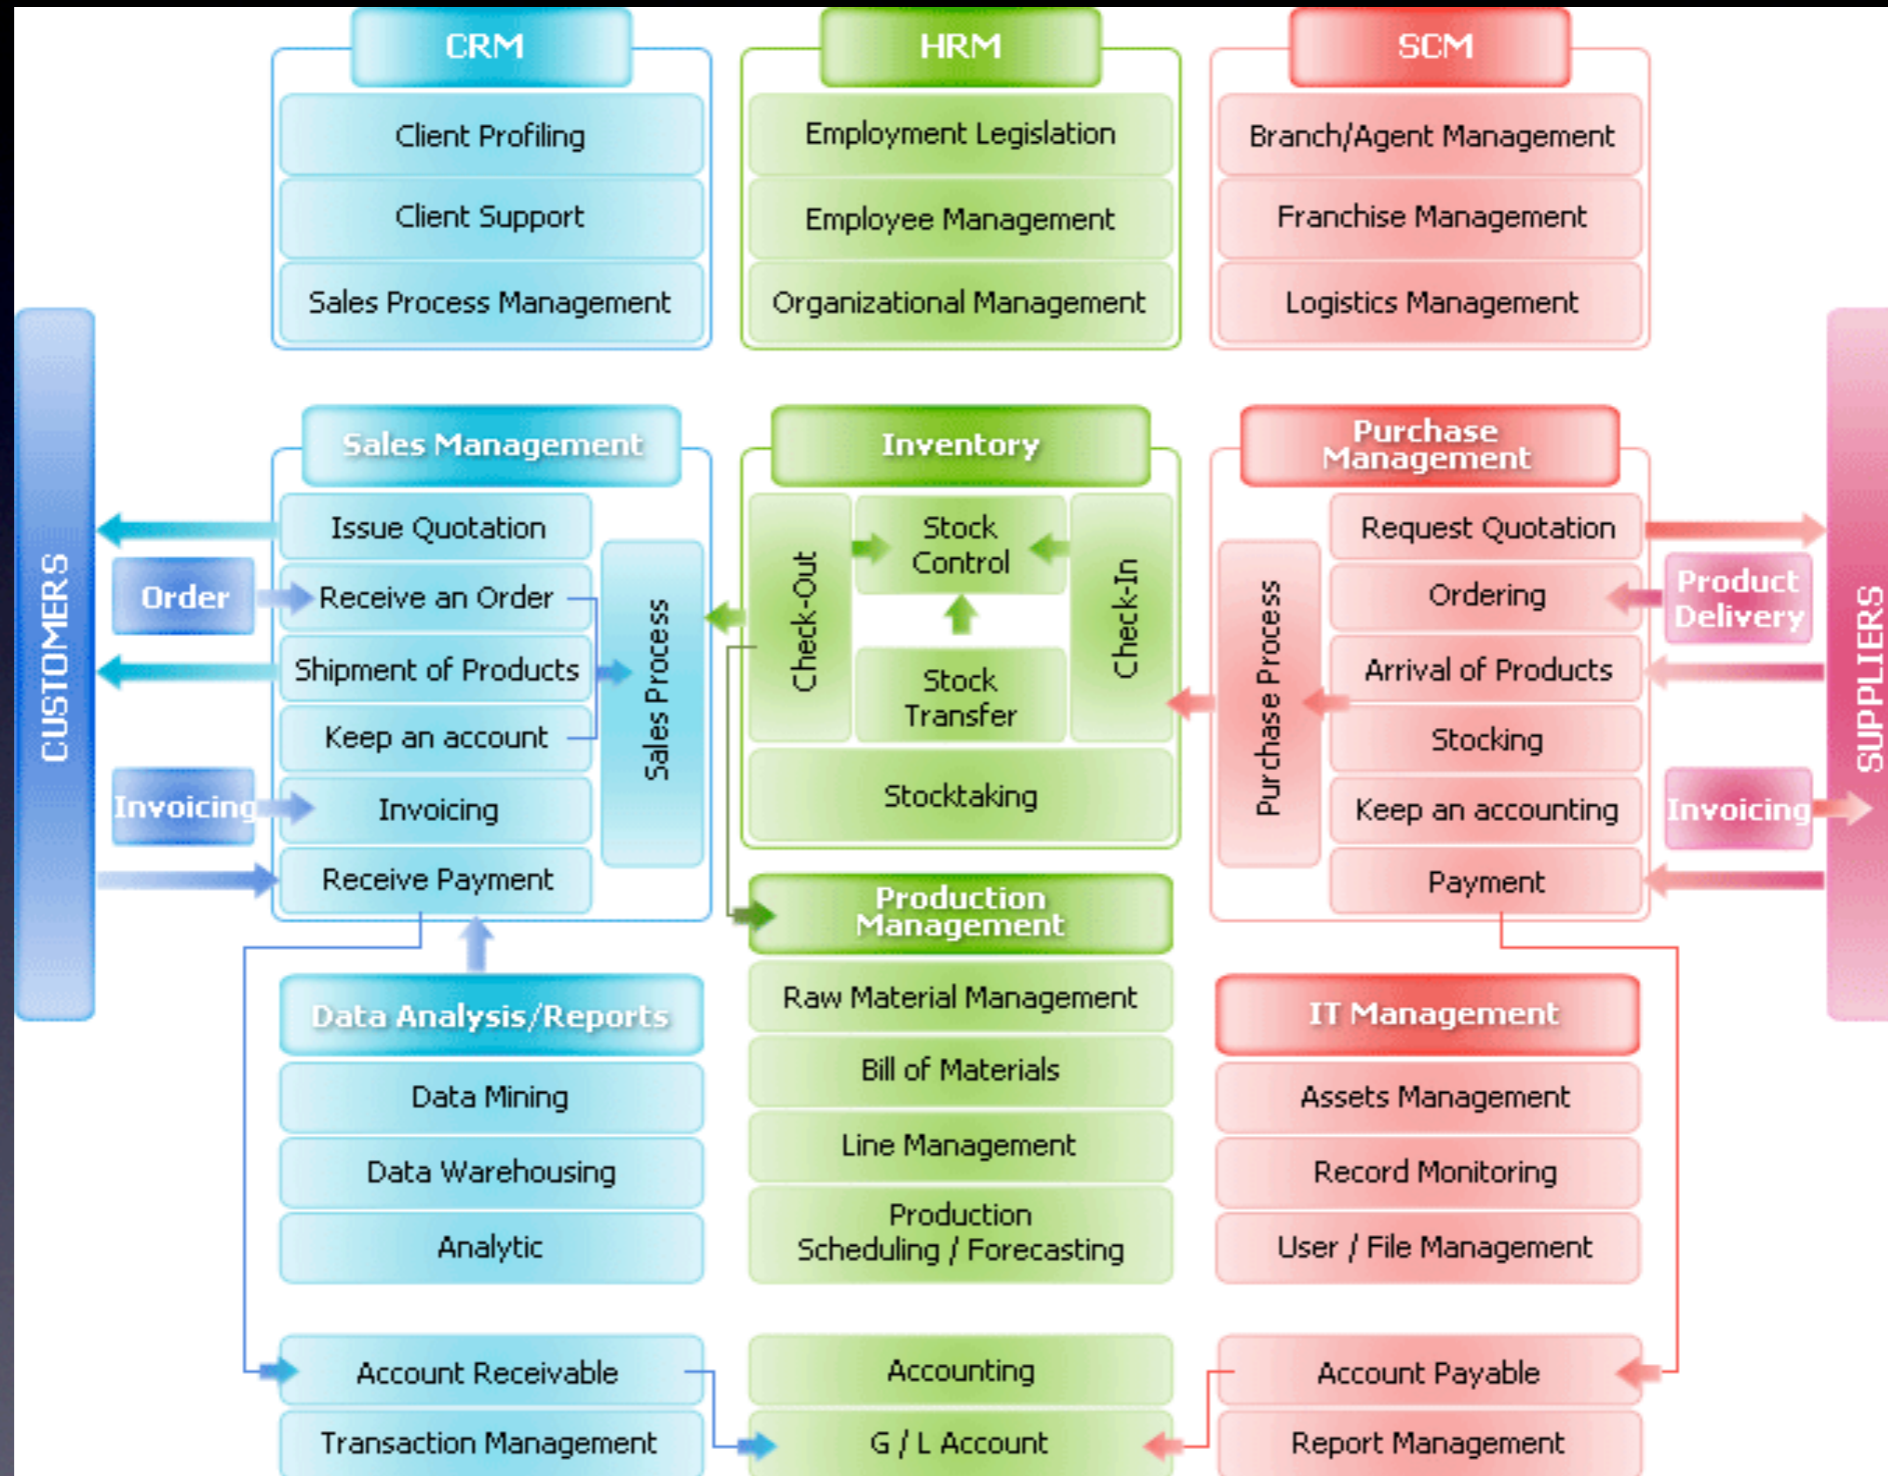 CRM
Client Profiling
Client Support
Sales Process Management
HRM
Employment Legislation
Employee Management
Organizational Management
SCM
Branch/Agent Management
Franchise Management
Logistics Management
CUSTOMERS
Order
Invoicing
Sales Management
Issue Quotation
Receive an Order
Shipment of Products
Keep an account
Invoicing
Receive Payment
Sales Process
Inventory
Check-Out
Stock
Control
Stock
Transfer
Check-In
Stocktaking
Purchase
Management
Purchase Process
Request Quotation
Ordering
Arrival of Products
Stocking
Keep an accounting
Payment
Product
Delivery
Invoicing
SUPPLIERS
Data Analysis/Reports
Data Mining
Data Warehousing
Analytic
Production
Management
Raw Material Management
Bill of Materials
Line Management
Production
Scheduling / Forecasting
IT Management
Assets Management
Record Monitoring
User / File Management
Account Receivable
Transaction Management
Accounting
G / L Account
Account Payable
Report Management